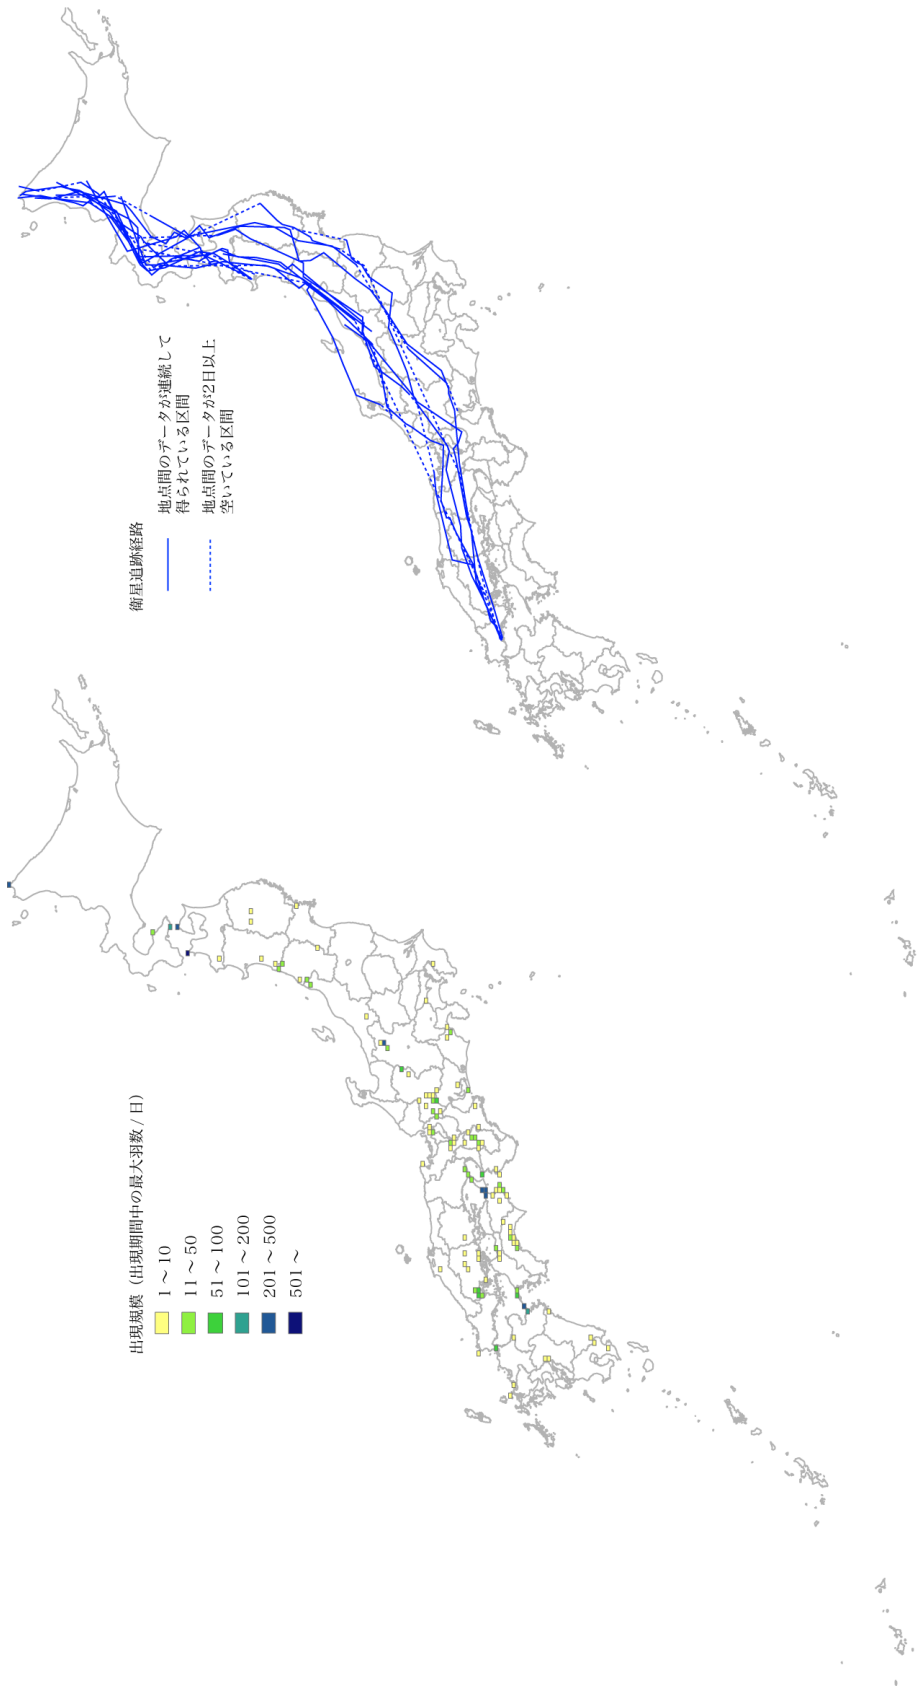 出現規模（出現期間中の最大羽数 / 日）
1 ～ 10
11 ～ 50
51 ～ 100
101 ～ 200
201 ～ 500
501 ～
衛星追跡経路
地点間のデータが連続して
得られている区間
地点間のデータが2日以上
空いている区間